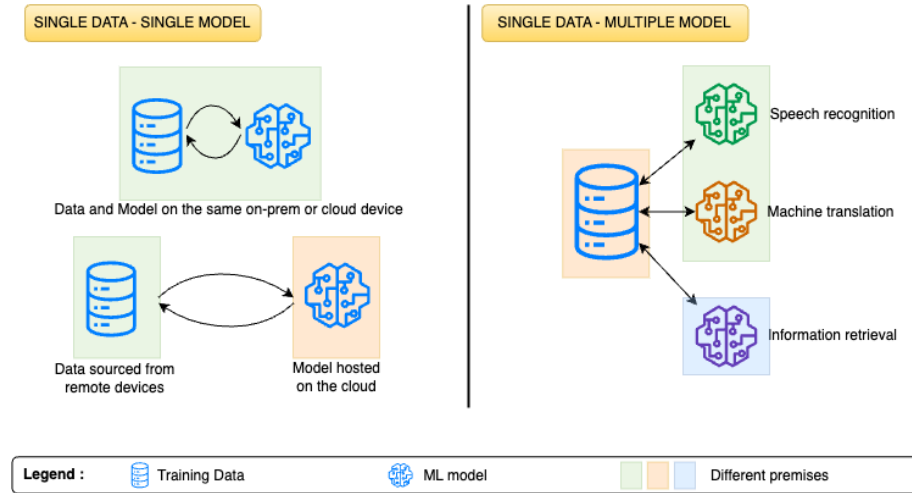 SINGLE DATA - SINGLE MODEL
Data and Model on the same on-prem or cloud device
Data sourced from
remote devices
Model hosted
on the cloud
SINGLE DATA - MULTIPLE MODEL
Speech recognition
Machine translation
Information retrieval
Legend : Training Data ML model Different premises